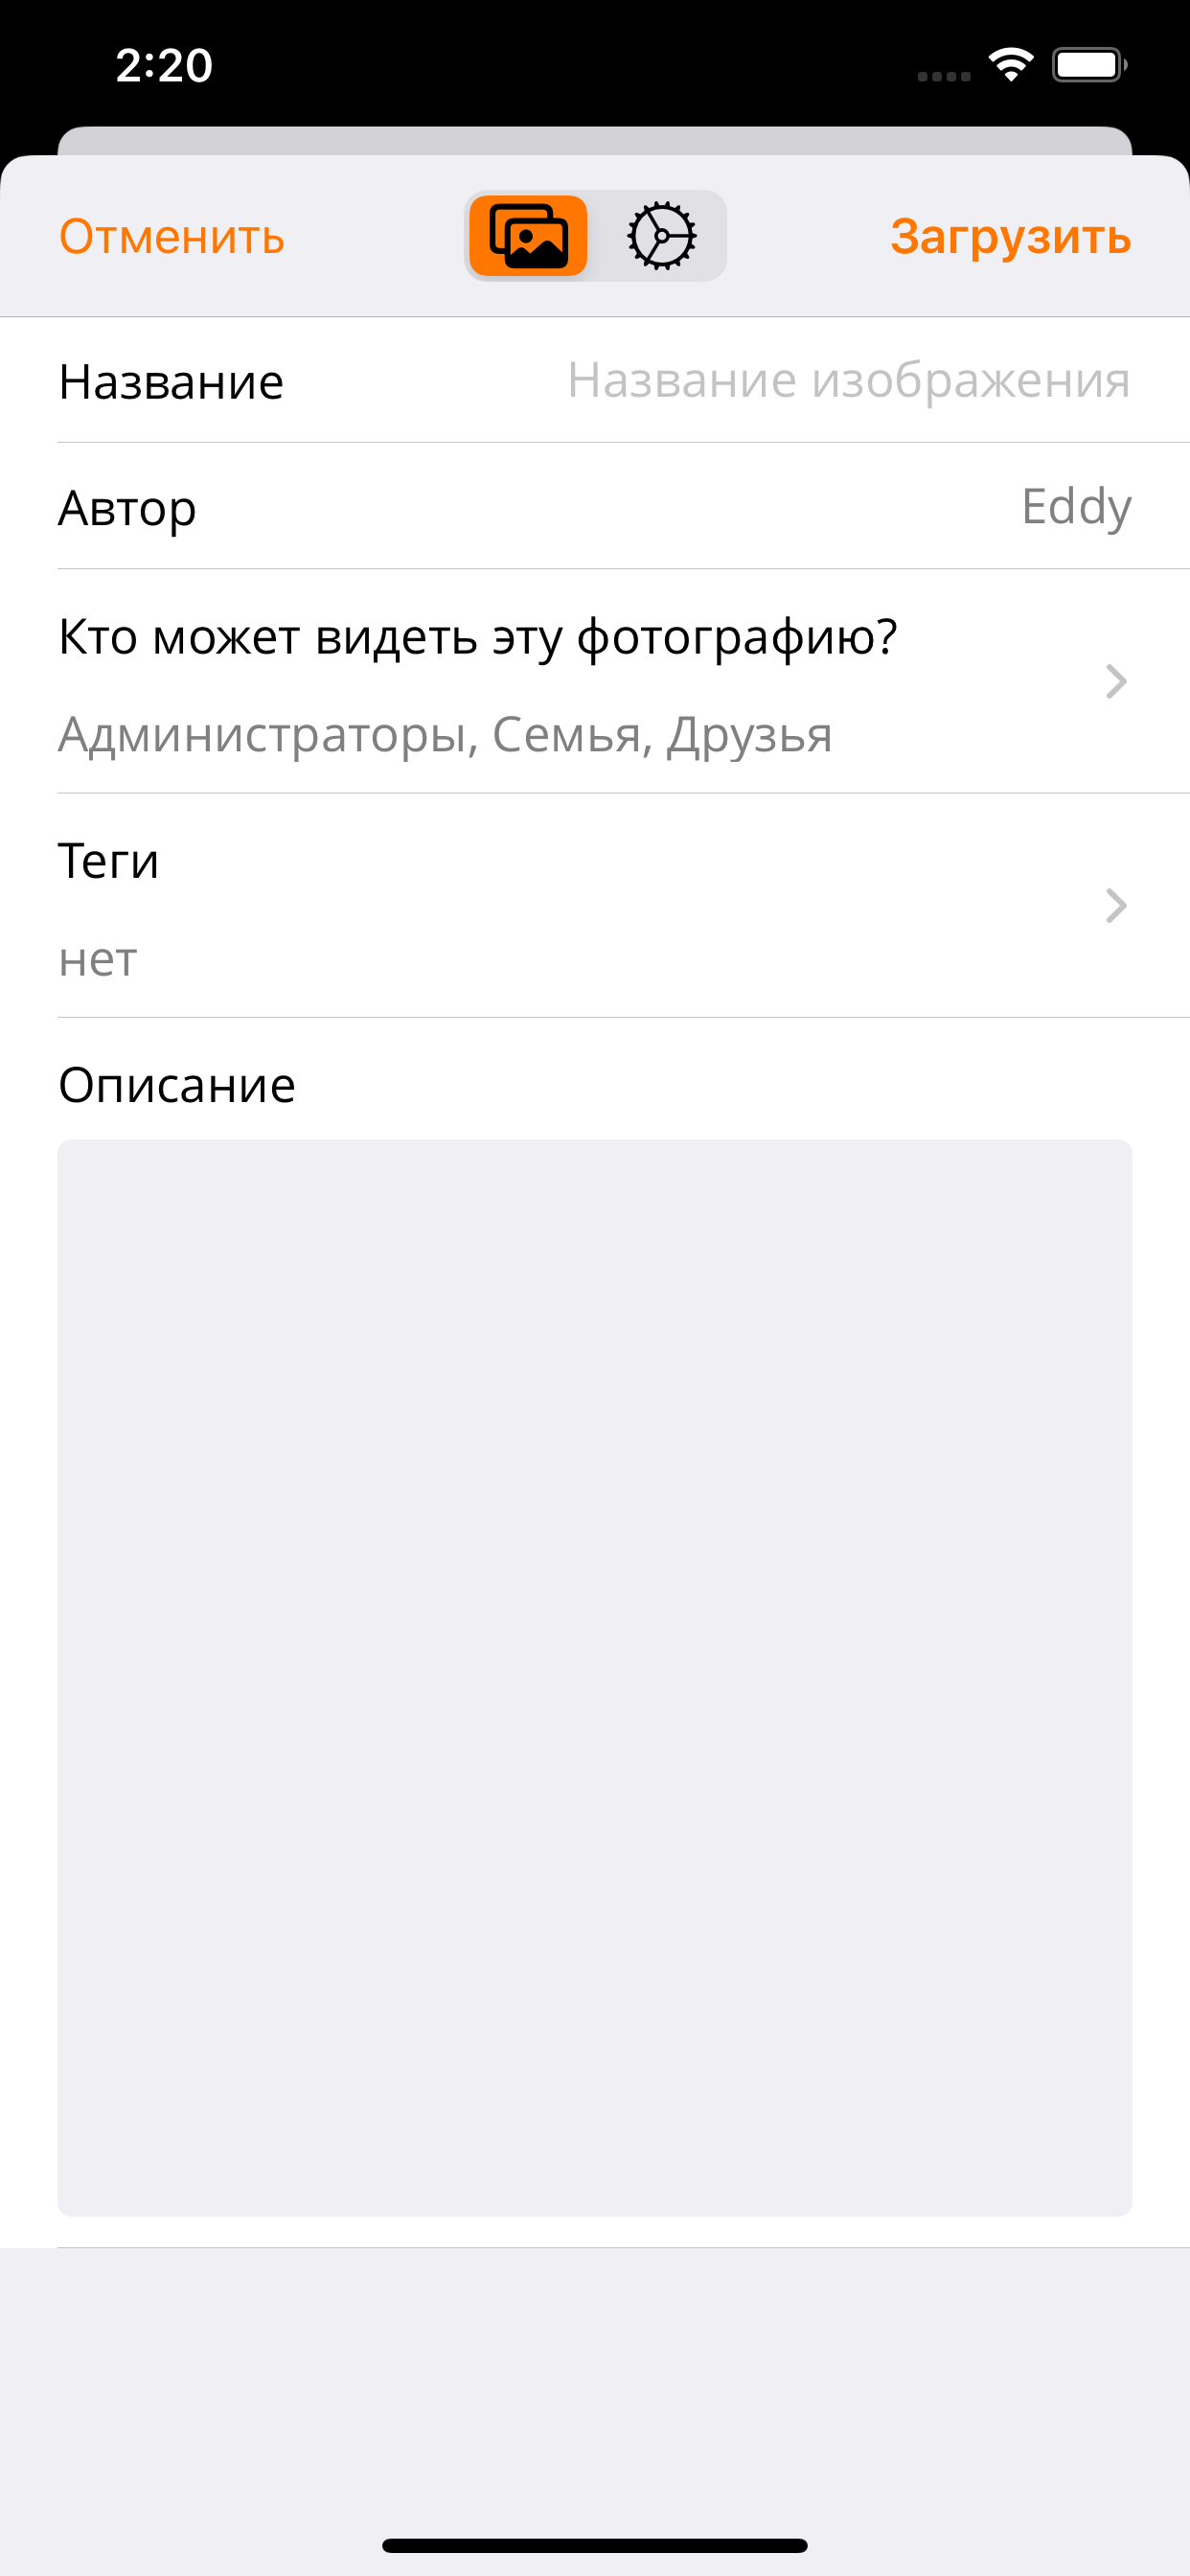 2:20
Отменить
Загрузить
Название
Название изображения
Автор
Eddy
Кто может видеть эту фотографию?
Администраторы, Семья, Друзья
Теги
нет
Описание